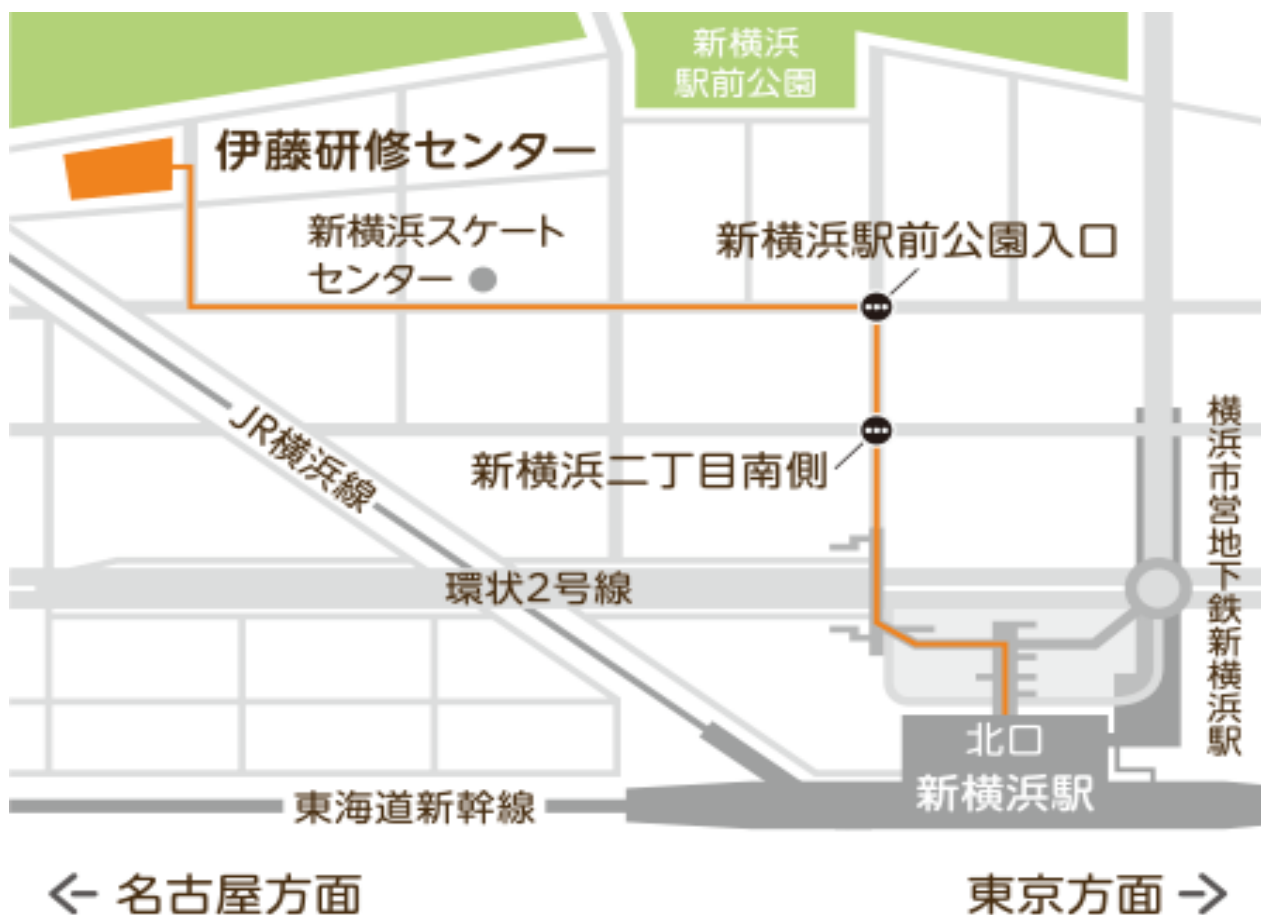 新横浜
駅前公園
伊藤研修センター
新横浜スケート
センター
新横浜駅前公園入口
JR横浜線
新横浜二丁目南側
横浜市営地下鉄新横浜駅
環状2号線
北口
新横浜駅
東海道新幹線
← 名古屋方面
東京方面 →